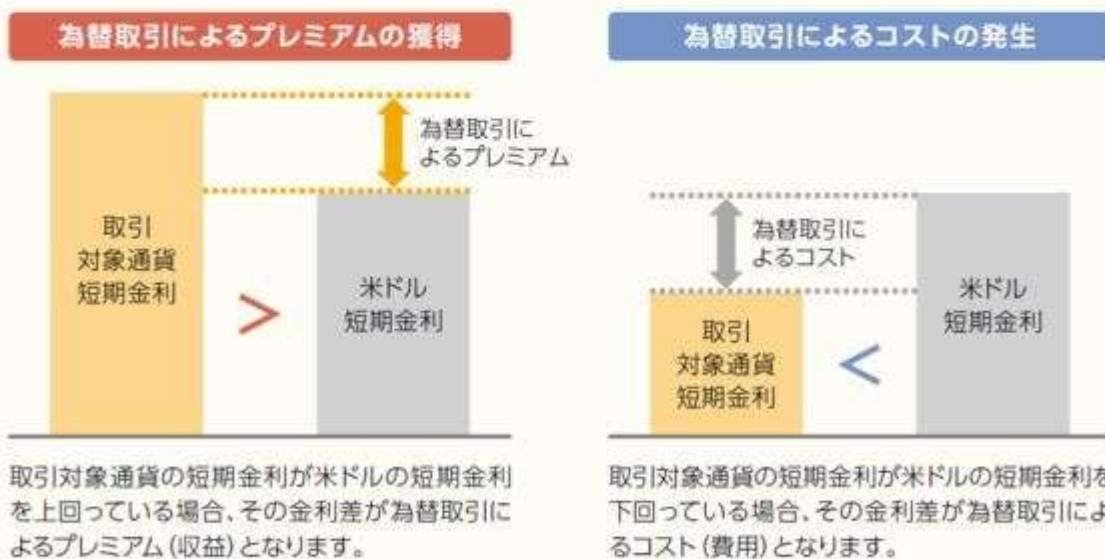 為替取引によるプレミアムの獲得
為替取引に
よるプレミアム
取引
対象通貨
短期金利
>
米ドル
短期金利
取引対象通貨の短期金利が米ドルの短期金利
を上回っている場合、その金利差が為替取引に
よるプレミアム(収益)となります。
為替取引によるコストの発生
為替取引に
よるコスト
取引
対象通貨
短期金利
<
米ドル
短期金利
取引対象通貨の短期金利が米ドルの短期金利を
下回っている場合、その金利差が為替取引によ
るコスト(費用)となります。